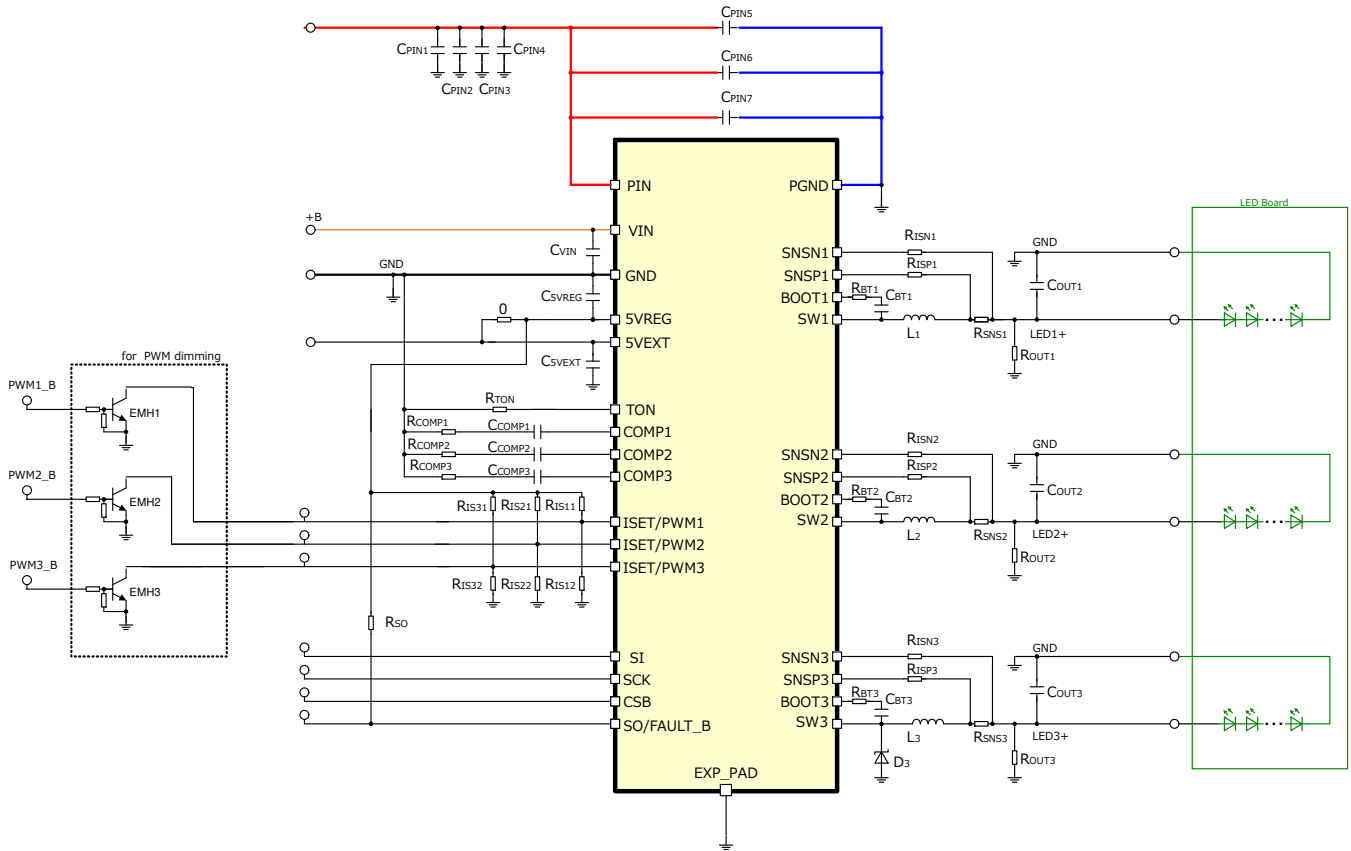 CPIN5
CPIN1
CPIN4
CPIN6
CPIN2 CPIN3
CPIN7
PIN
PGND
LED Board
+B
VIN
CVIN
SNSN1
RISN1
GND
GND
GND
SNSP1
RISP1
COUT1
C5VREG
BOOT1
RBT1
CBT1
0
5VREG
SW1
L1
RSNS1
LED1+
...
5VEXT
ROUT1
for PWM dimming
C5VEXT
PWM1_B
EMH1
RTON
TON
RCOMP1
CCOMP1
COMP1
RCOMP2
CCOMP2
COMP2
SNSN2
RISN2
GND
RCOMP3
CCOMP3
COMP3
SNSP2
RISP2
PWM2_B
EMH2
COUT2
RIS31 RIS21 RIS11
BOOT2
RBT2
CBT2
ISET/PWM1
SW2
L2
RSNS2
LED2+
...
ISET/PWM2
ROUT2
PWM3_B
EMH3
ISET/PWM3
RIS32 RIS22 RIS12
RSO
SI
SNSN3
RISN3
GND
SCK
SNSP3
RISP3
COUT3
CSB
BOOT3
RBT3
CBT3
SO/FAULT_B
SW3
L3
RSNS3
LED3+
...
D3
ROUT3
EXP_PAD